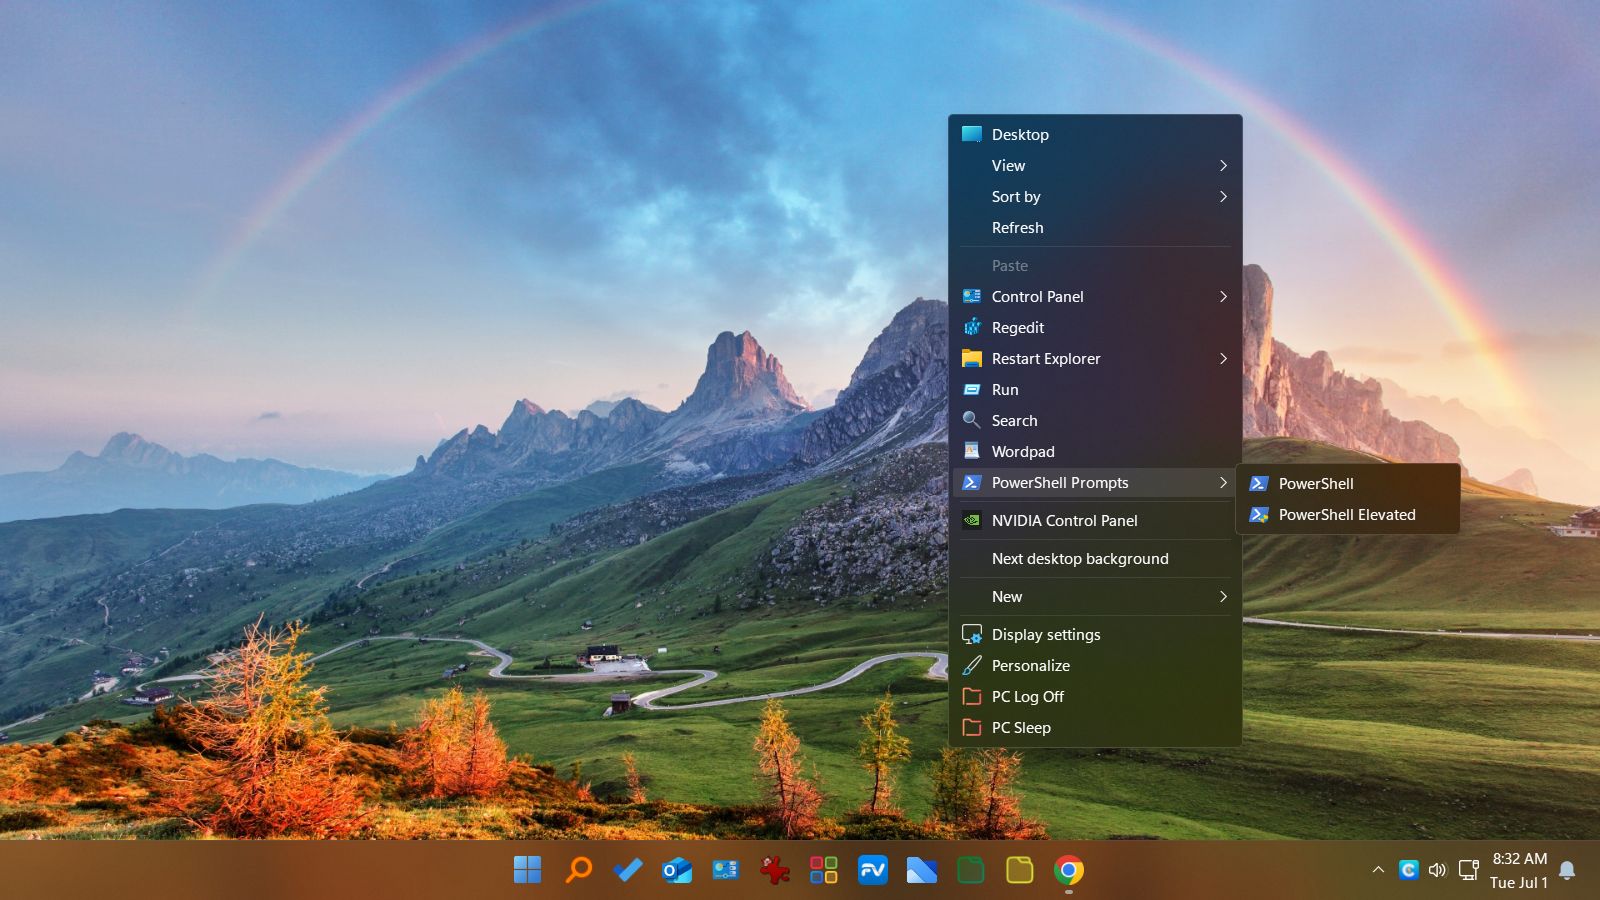 Desktop
View
Sort by
Refresh
Paste
Control Panel
Regedit
Restart Explorer
Run
Search
Wordpad
PowerShell Prompts
PowerShell
PowerShell Elevated
NVIDIA Control Panel
Next desktop background
New
Display settings
Personalize
PC Log Off
PC Sleep
O
FV
C
8:32 AM
Tue Jul 1